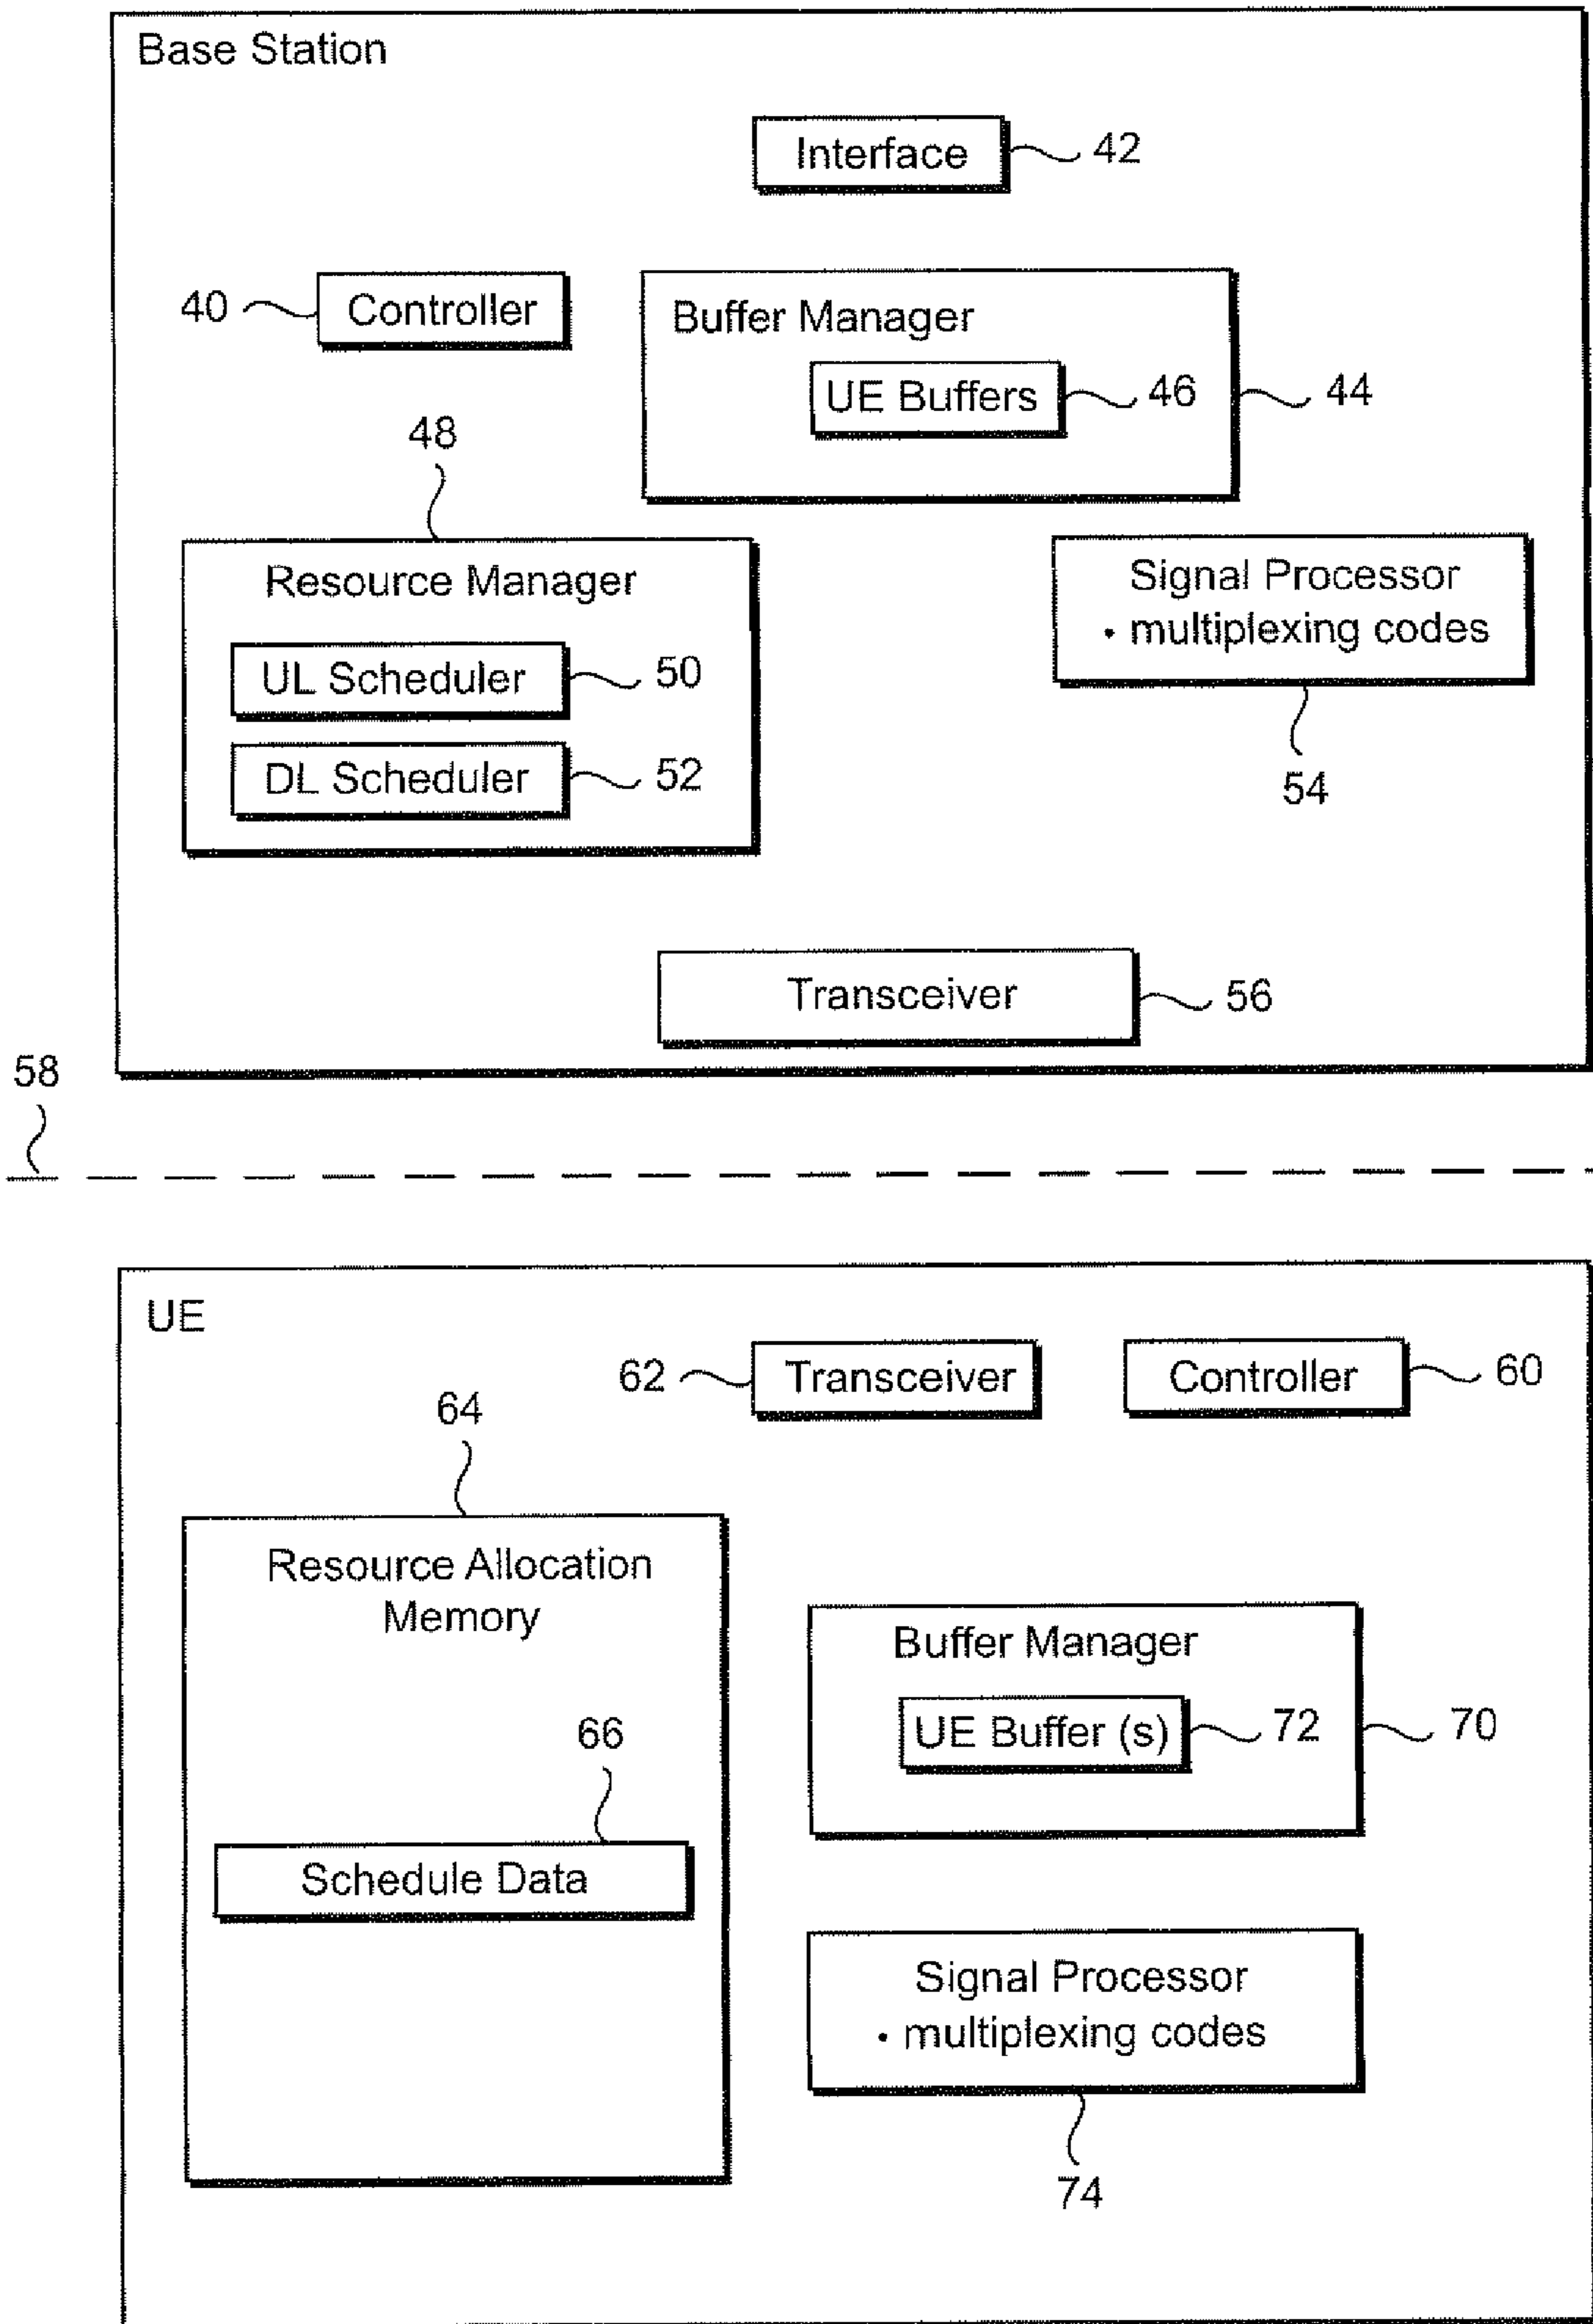 Base Station
Interface
42
40
Controller
Buffer Manager
UE Buffers
46
44
48
Resource Manager
UL Scheduler
50
DL Scheduler
52
Signal Processor
• multiplexing codes
54
Transceiver
56
58
UE
62
Transceiver
Controller
60
64
Resource Allocation
Memory
66
Schedule Data
Buffer Manager
UE Buffer (s)
72
70
Signal Processor
• multiplexing codes
74